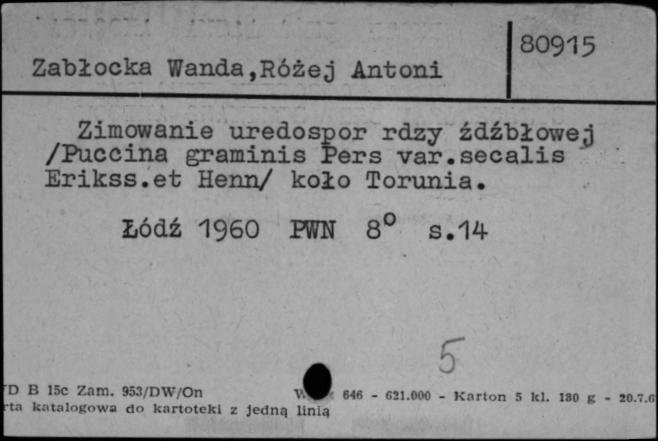 80915
Zabłocka Wanda,Różej Antoni
Zimowanie uredospor rdzy źdźbłowej
/Puccina graminis Pers var.secalis
Erikss.et Henn/ koło Torunia.
Łódź 1960 PWN 8° s.14
5
D B 15c Zam. 953/DW/On 646 - 621.000 - Karton 5 kl. 180 g - 20.7.6
rta katalogowa do kartoteki z jedną linią